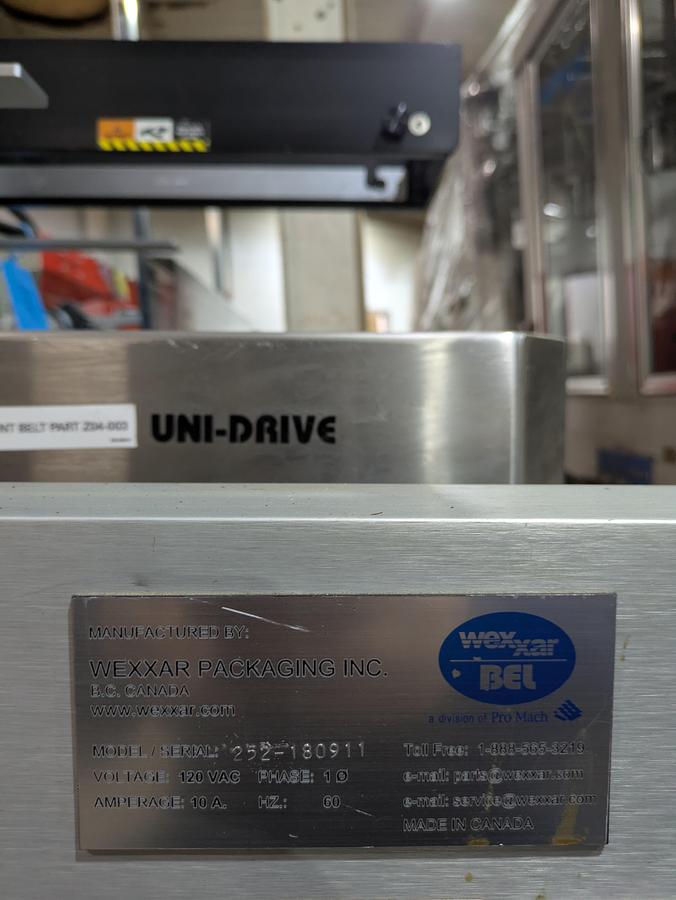 NT BELT PART Z04-003
UNI-DRIVE
MANUFACTURED BY:
WEXXAR PACKAGING INC.
B.C. CANADA
www.wexxar.com
wexxar
BEL
a division of Pro Mach
MODEL / SERIAL: 252-180911
VOLTAGE: 120 VAC PHASE: 1 Ø
AMPERAGE: 10 A. HZ.: 60
Toll Free: 1-888-565-3219
e-mail: parts@wexxar.com
e-mail: service@wexxar.com
MADE IN CANADA